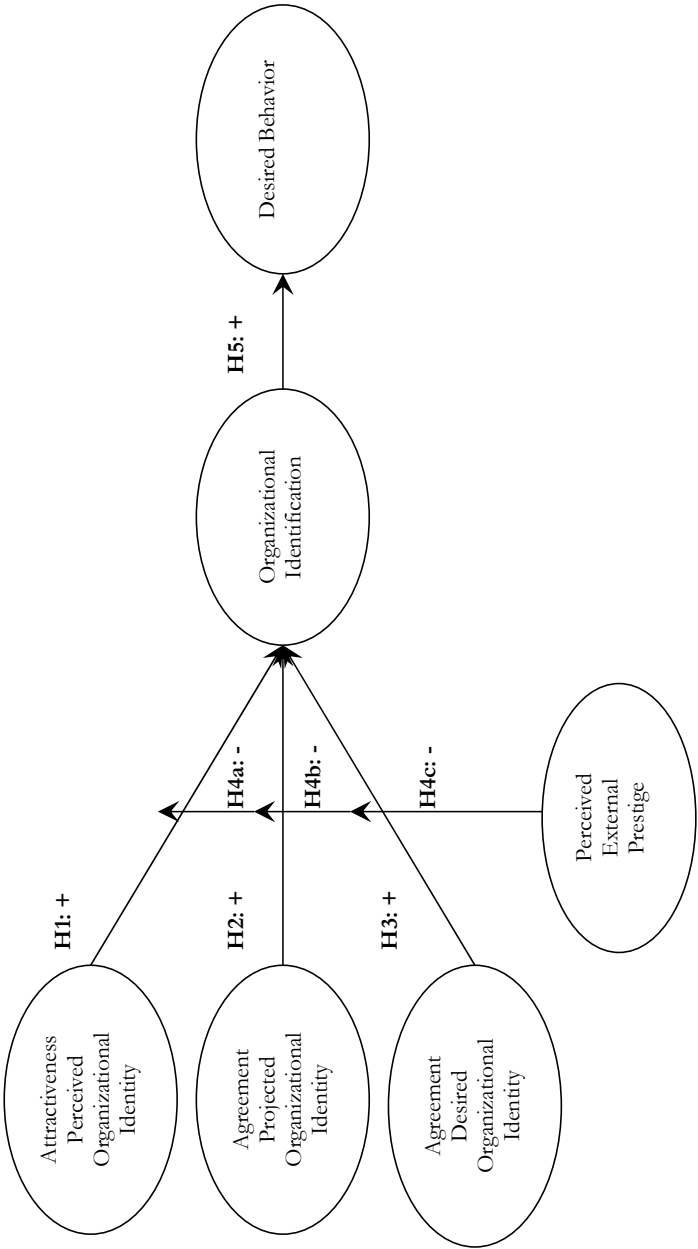 Attractiveness
Perceived
Organizational
Identity
H1: +
Agreement
Projected
Organizational
Identity
H2: +
Agreement
Desired
Organizational
Identity
H3: +
H4a: -
H4b: -
H4c: -
Perceived
External
Prestige
Organizational
Identification
H5: +
Desired Behavior